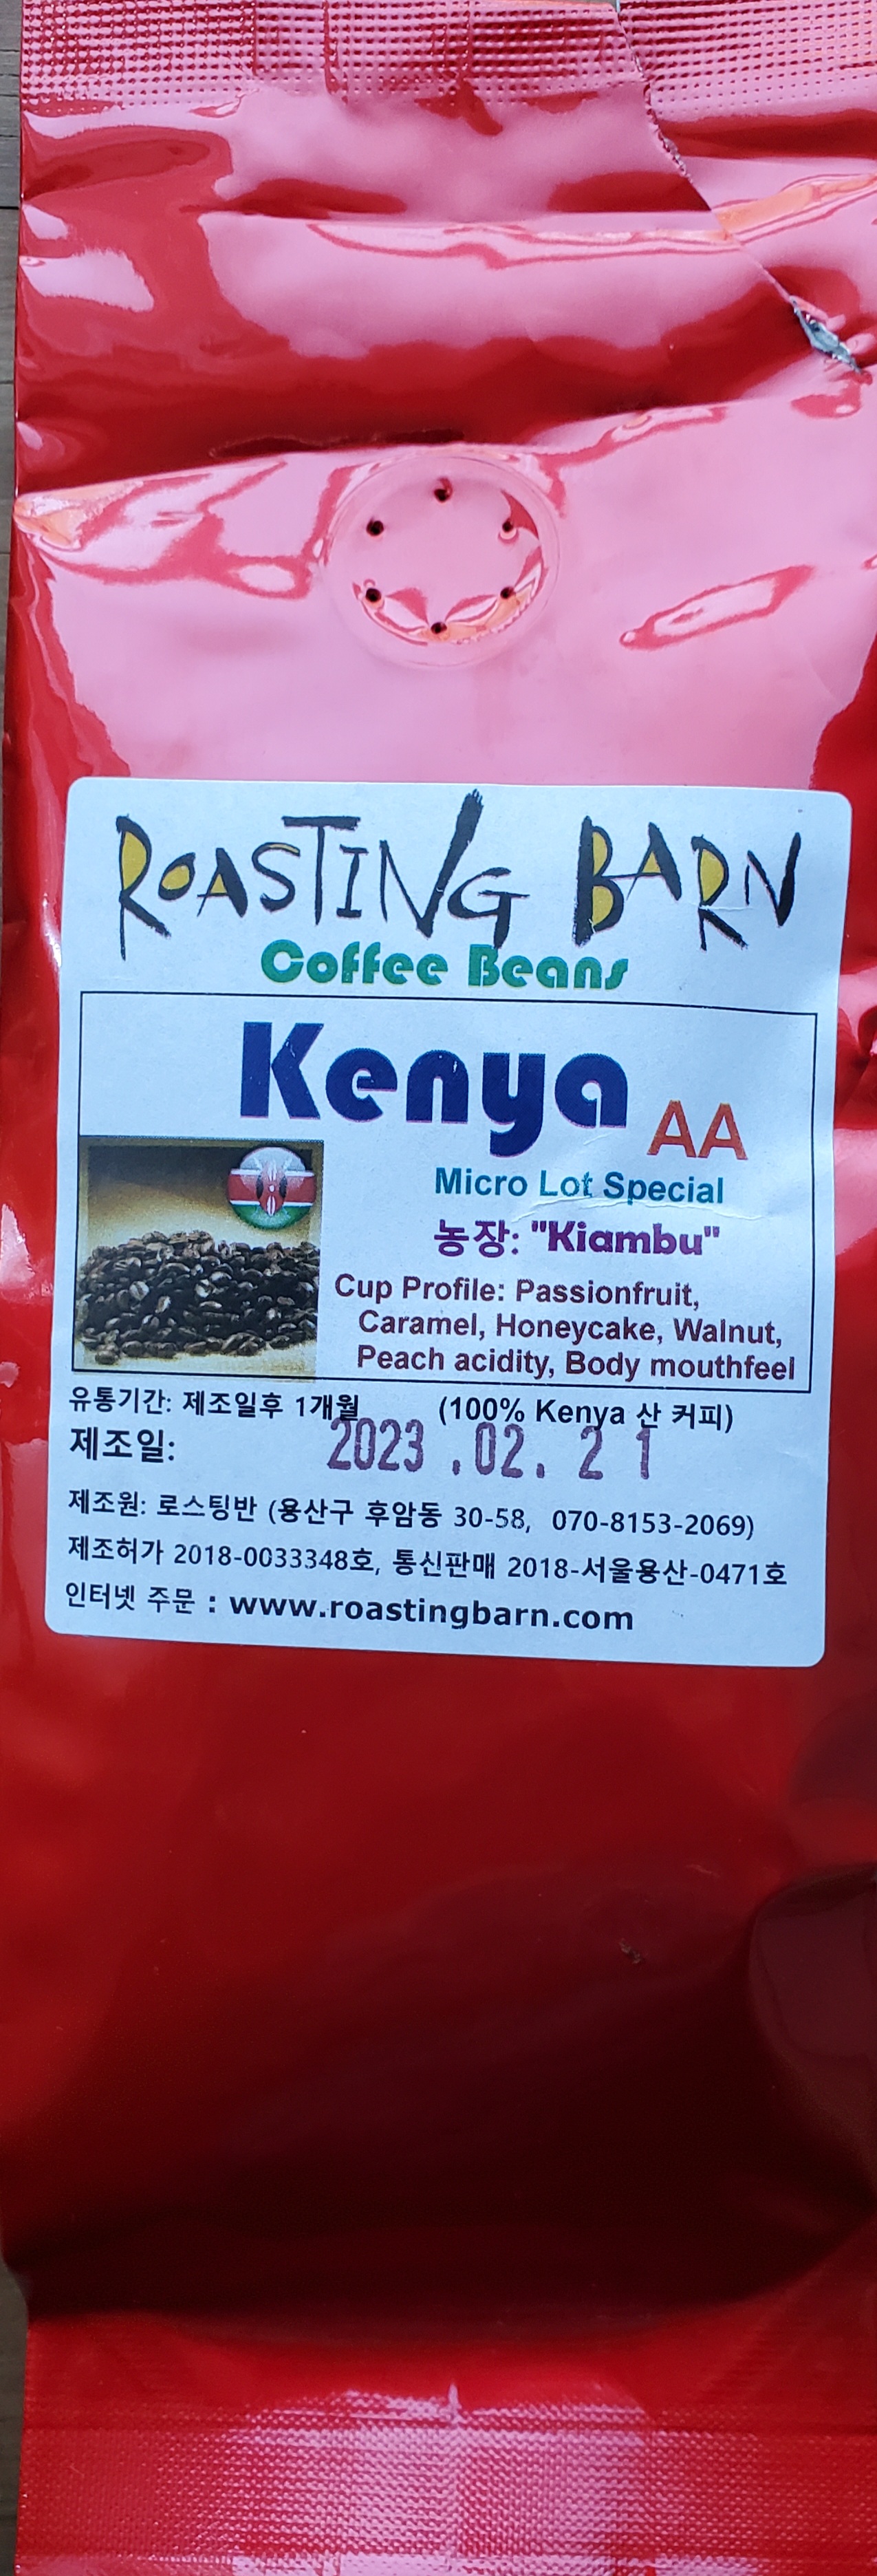 ROASTING BARN
Coffee Beans
Kenya AA
Micro Lot Special
농장: "Kiambu"
Cup Profile: Passionfruit,
Caramel, Honeycake, Walnut,
Peach acidity, Body mouthfeel
유통기간: 제조일후 1개월 (100% Kenya 산 커피)
제조일: 2023.02.21
제조원: 로스팅반 (용산구 후암동 30-58, 070-8153-2069)
제조허가 2018-0033348호, 통신판매 2018-서울용산-0471호
인터넷 주문 : www.roastingbarn.com